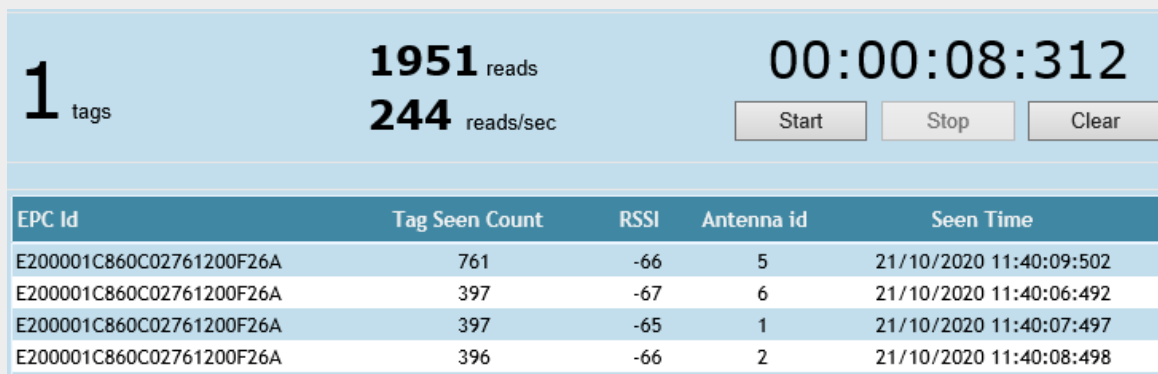 1 tags
1951 reads
244 reads/sec
00:00:08:312
Start Stop Clear
EPC Id Tag Seen Count RSSI Antenna id Seen Time
E200001C860C02761200F26A 761 -66 5 21/10/2020 11:40:09:502
E200001C860C02761200F26A 397 -67 6 21/10/2020 11:40:06:492
E200001C860C02761200F26A 397 -65 1 21/10/2020 11:40:07:497
E200001C860C02761200F26A 396 -66 2 21/10/2020 11:40:08:498